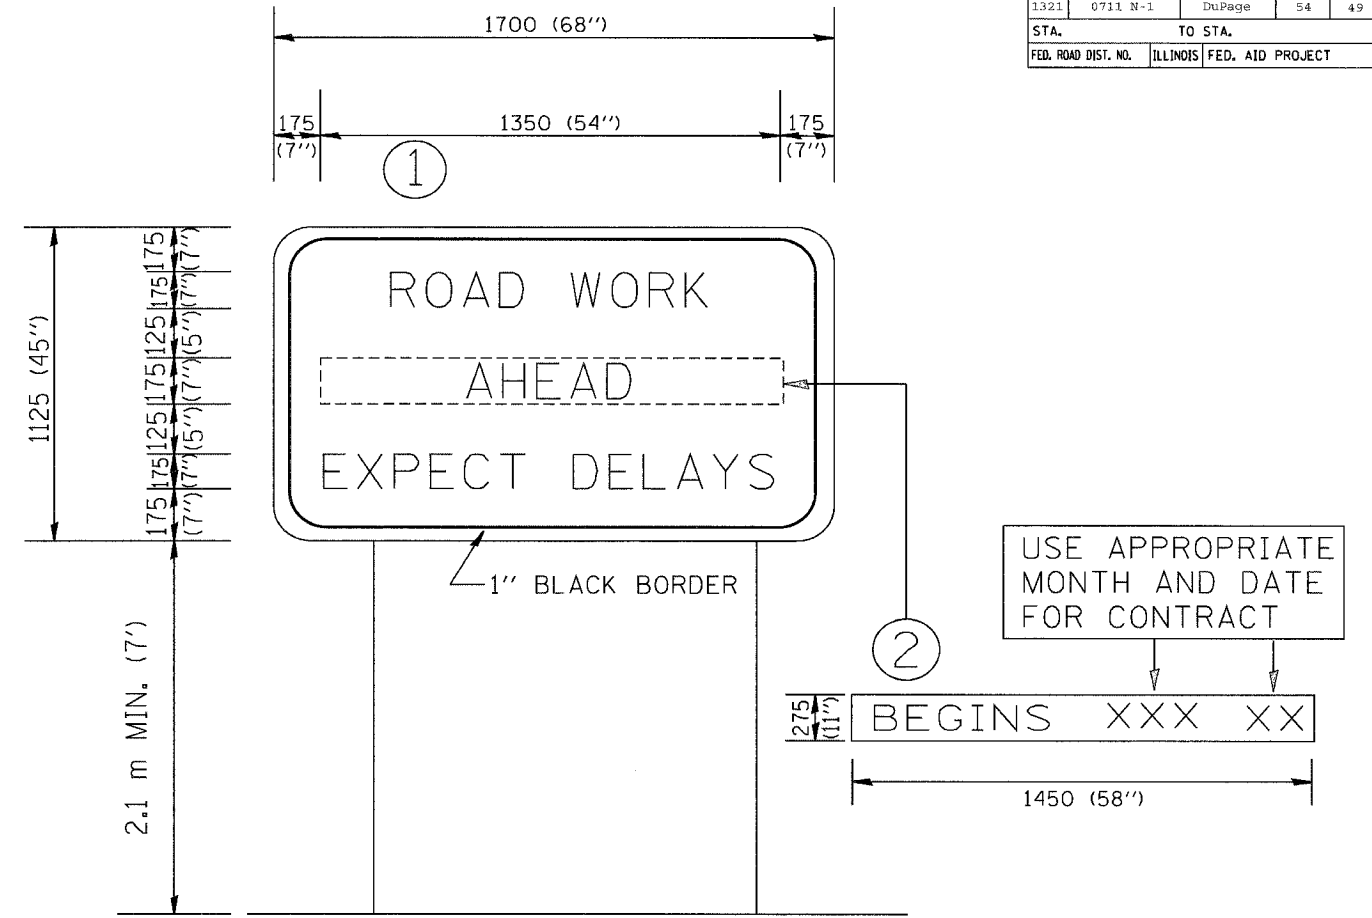 1321 0711 N-1 DuPage 54 49
STA. TO STA.
FED. ROAD DIST. NO. ILLINOIS FED. AID PROJECT
1700 (68'')
175 (7'')
1350 (54'')
175 (7'')
1
1125 (45'')
175 (7'')
175 (7'')
125 (5'')
175 (7'')
125 (5'')
175 (7'')
175 (7'')
ROAD WORK
AHEAD
EXPECT DELAYS
1'' BLACK BORDER
2.1 m MIN. (7')
2
USE APPROPRIATE
MONTH AND DATE
FOR CONTRACT
275 (11'')
BEGINS XXX XX
1450 (58'')